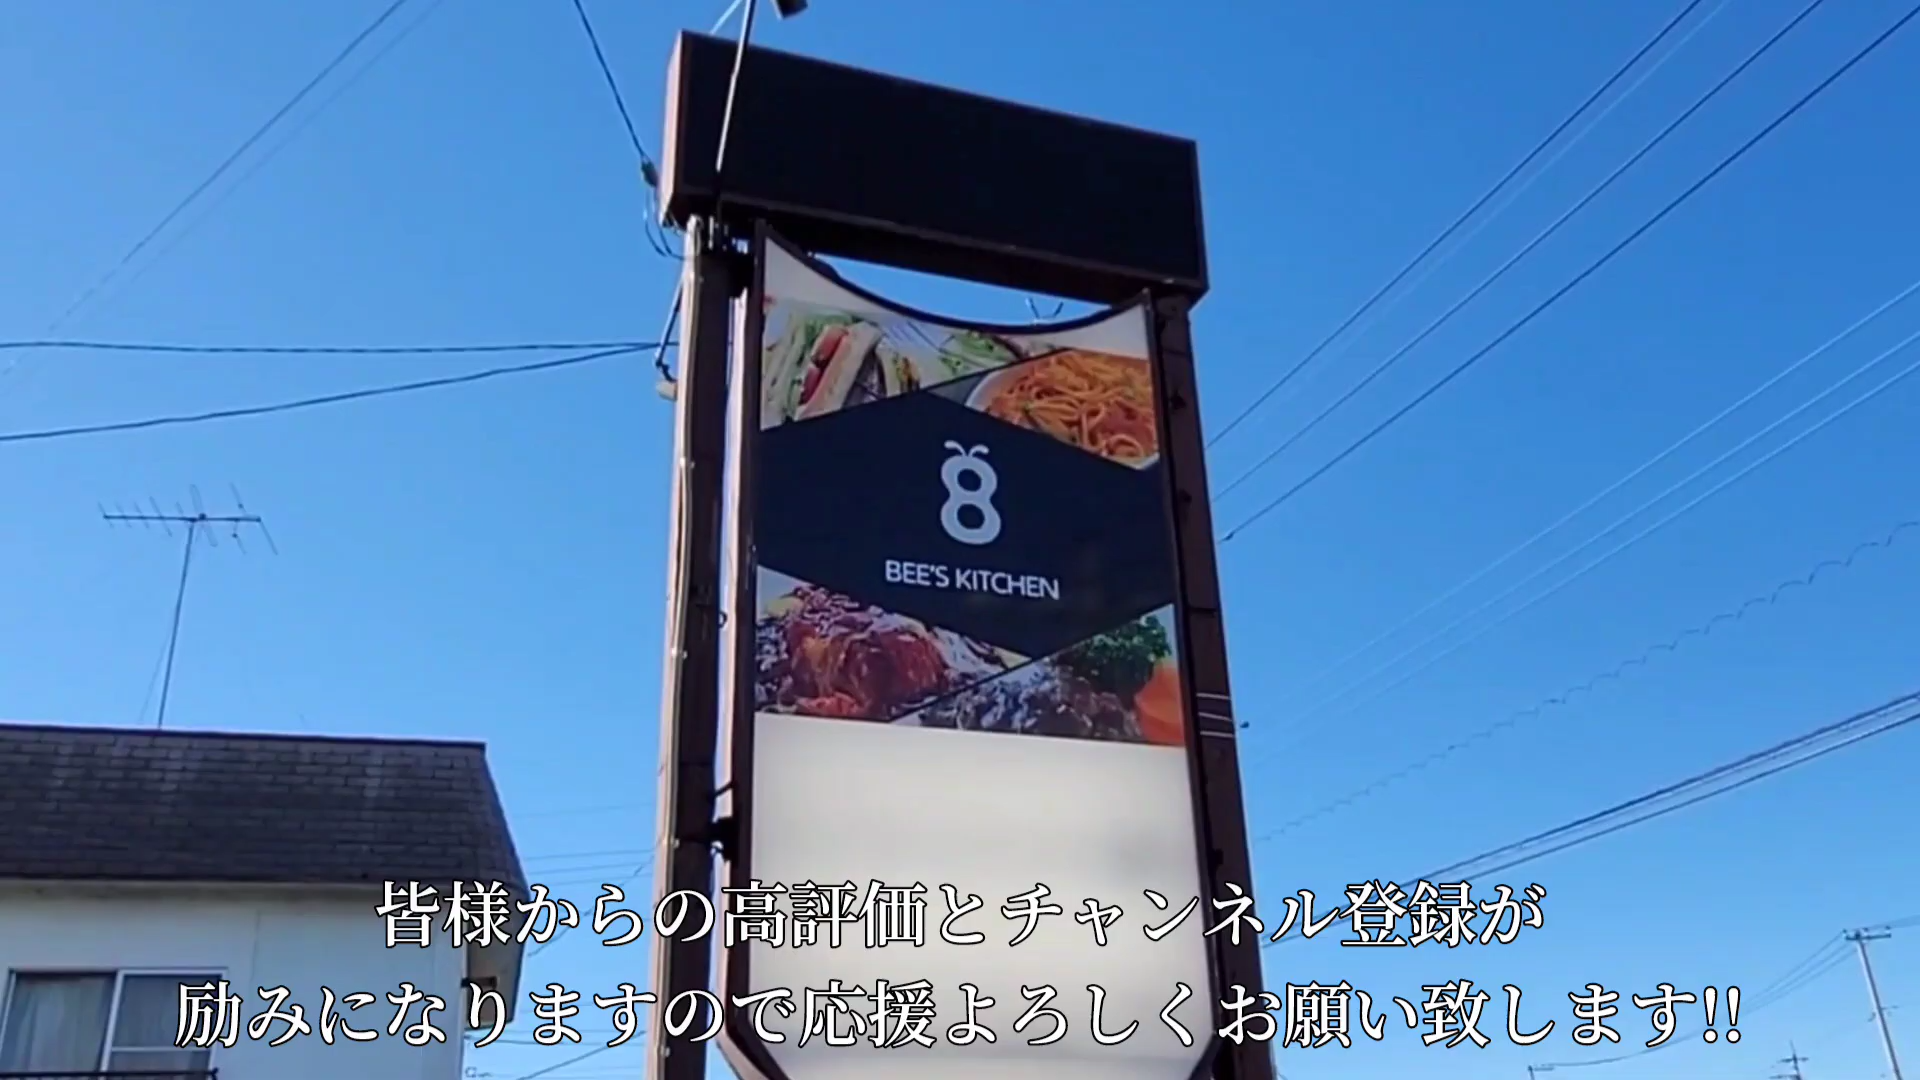 8
BEE'S KITCHEN
皆様からの高評価とチャンネル登録が
励みになりますので応援よろしくお願い致します!!